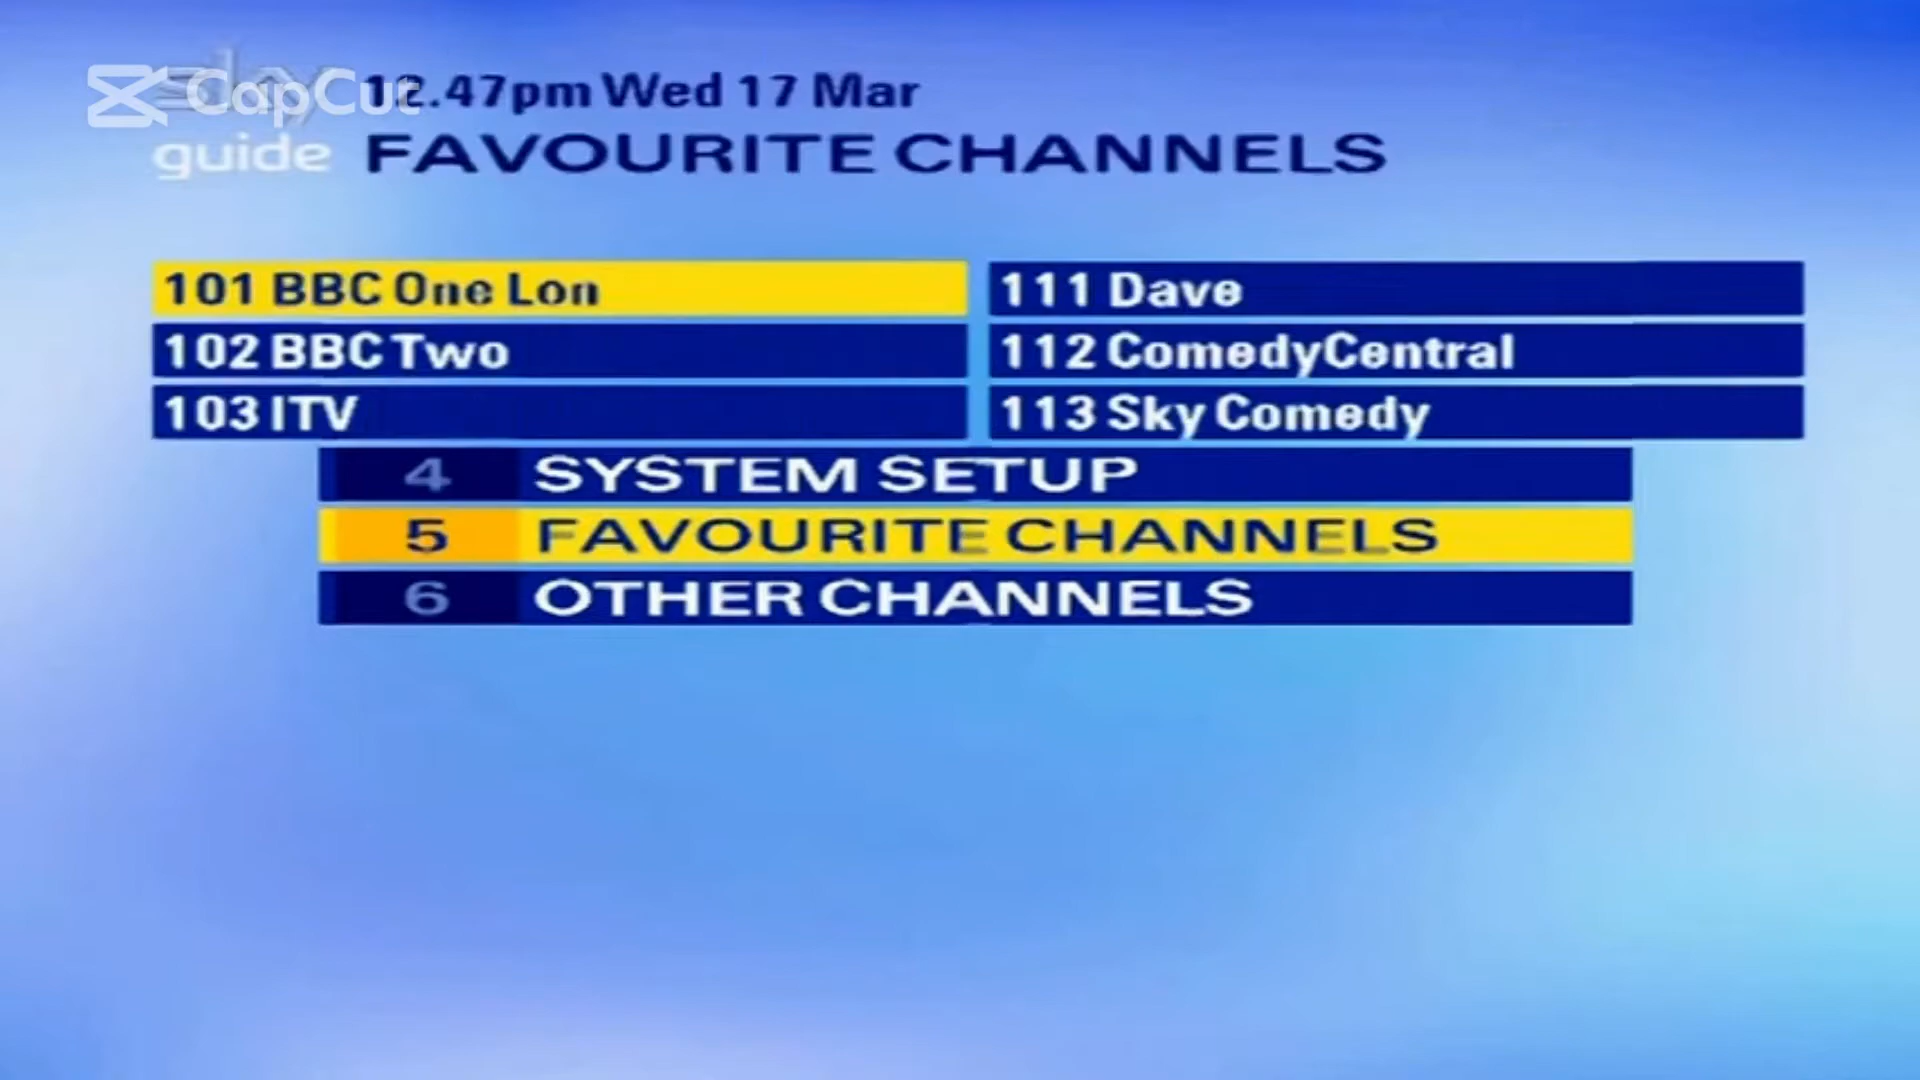 sky CapCut 12.47pm Wed 17 Mar
guide FAVOURITE CHANNELS
101 BBC One Lon 111 Dave
102 BBC Two 112 ComedyCentral
103 ITV 113 Sky Comedy
4 SYSTEM SETUP
5 FAVOURITE CHANNELS
6 OTHER CHANNELS